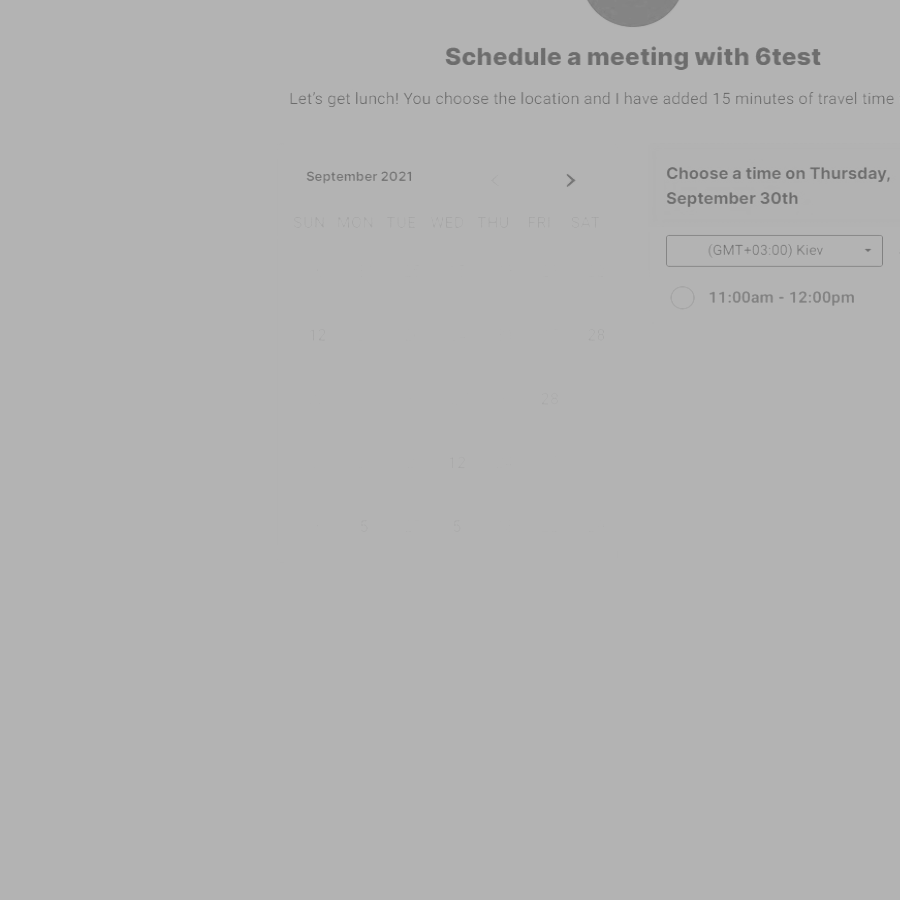 Schedule a meeting with 6test
Let's get lunch! You choose the location and I have added 15 minutes of travel time
September 2021
SUN MON TUE WED THU FRI SAT
12 28
Choose a time on Thursday,
September 30th
(GMT+03:00) Kiev
11:00am - 12:00pm
12
5 5